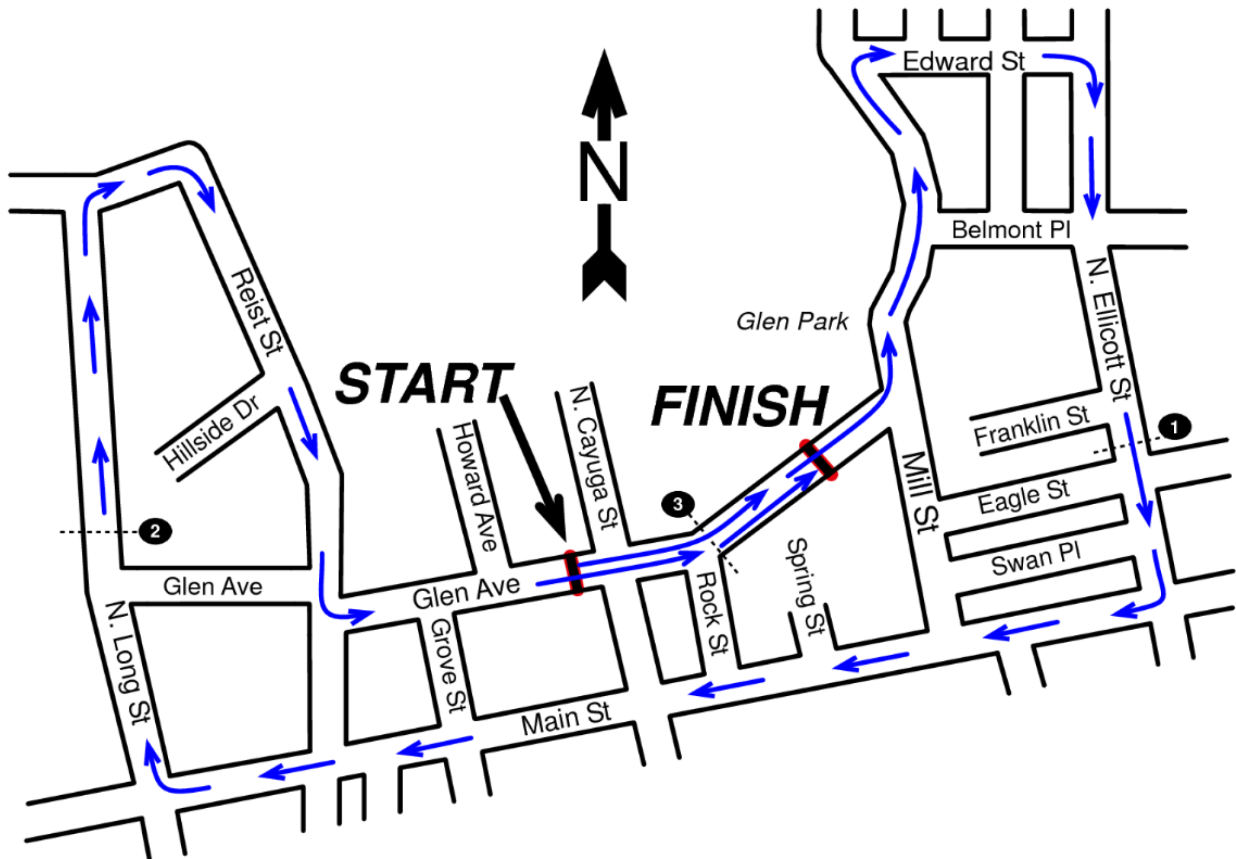 Edward St
N
Belmont Pl
Reist St
N. Ellicott St
Glen Park
START
FINISH
N. Cayuga St
Hillside Dr
Howard Ave
Franklin St
1
Mill St
Eagle St
3
2
Swan Pl
Spring St
Glen Ave
Glen Ave
Rock St
N. Long St
Grove St
Main St